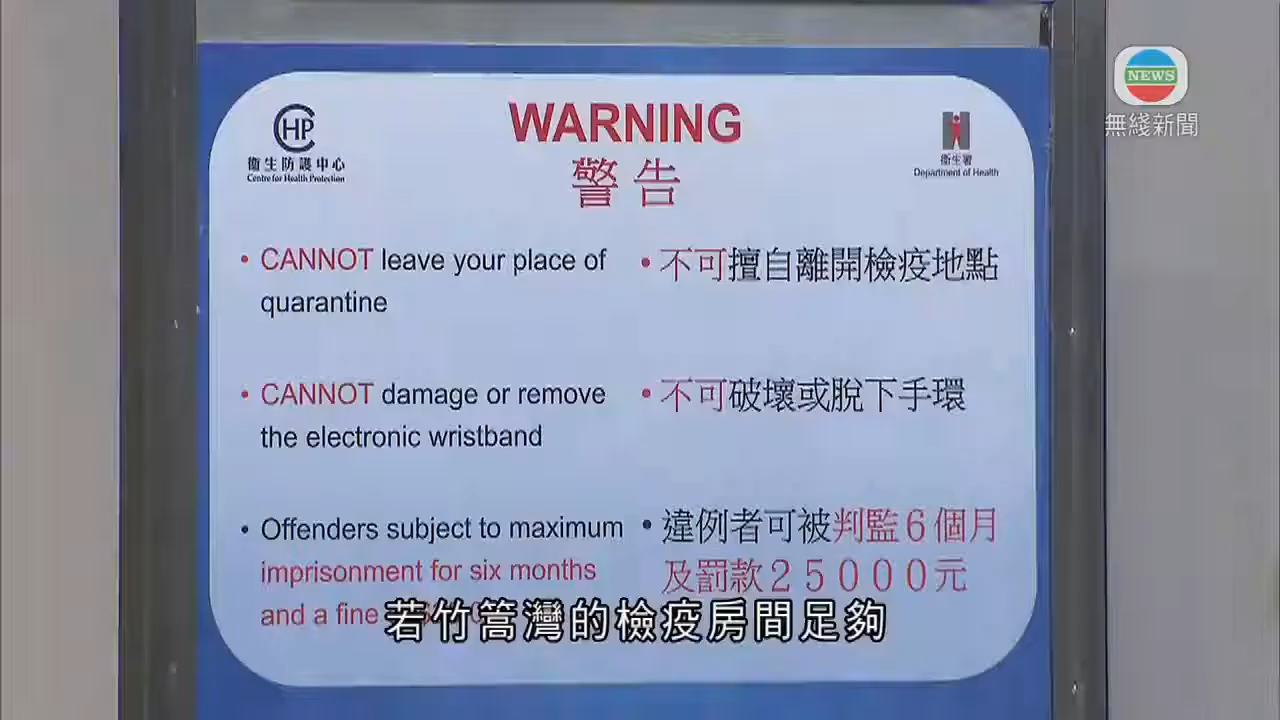 NEWS
無綫新聞
CHP
衞生防護中心
Centre for Health Protection
WARNING
警告
衞生署
Department of Health
• CANNOT leave your place of
quarantine
• 不可擅自離開檢疫地點
• CANNOT damage or remove
the electronic wristband
• 不可破壞或脫下手環
• Offenders subject to maximum
imprisonment for six months
and a fine
• 違例者可被判監6個月
及罰款25000元
若竹篙灣的檢疫房間足夠